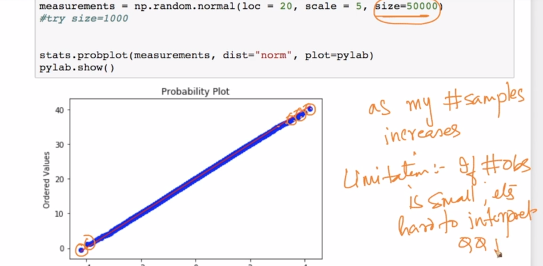 measurements = np.random.normal(loc = 20, scale = 5, size=50000)
#try size=1000
stats.probplot(measurements, dist="norm", plot=pylab)
pylab.show()
Probability Plot
Ordered Values
40
30
20
10
0
as my #samples
increases
Limitation:- If #obs
is small, its
hard to interpret
QQ